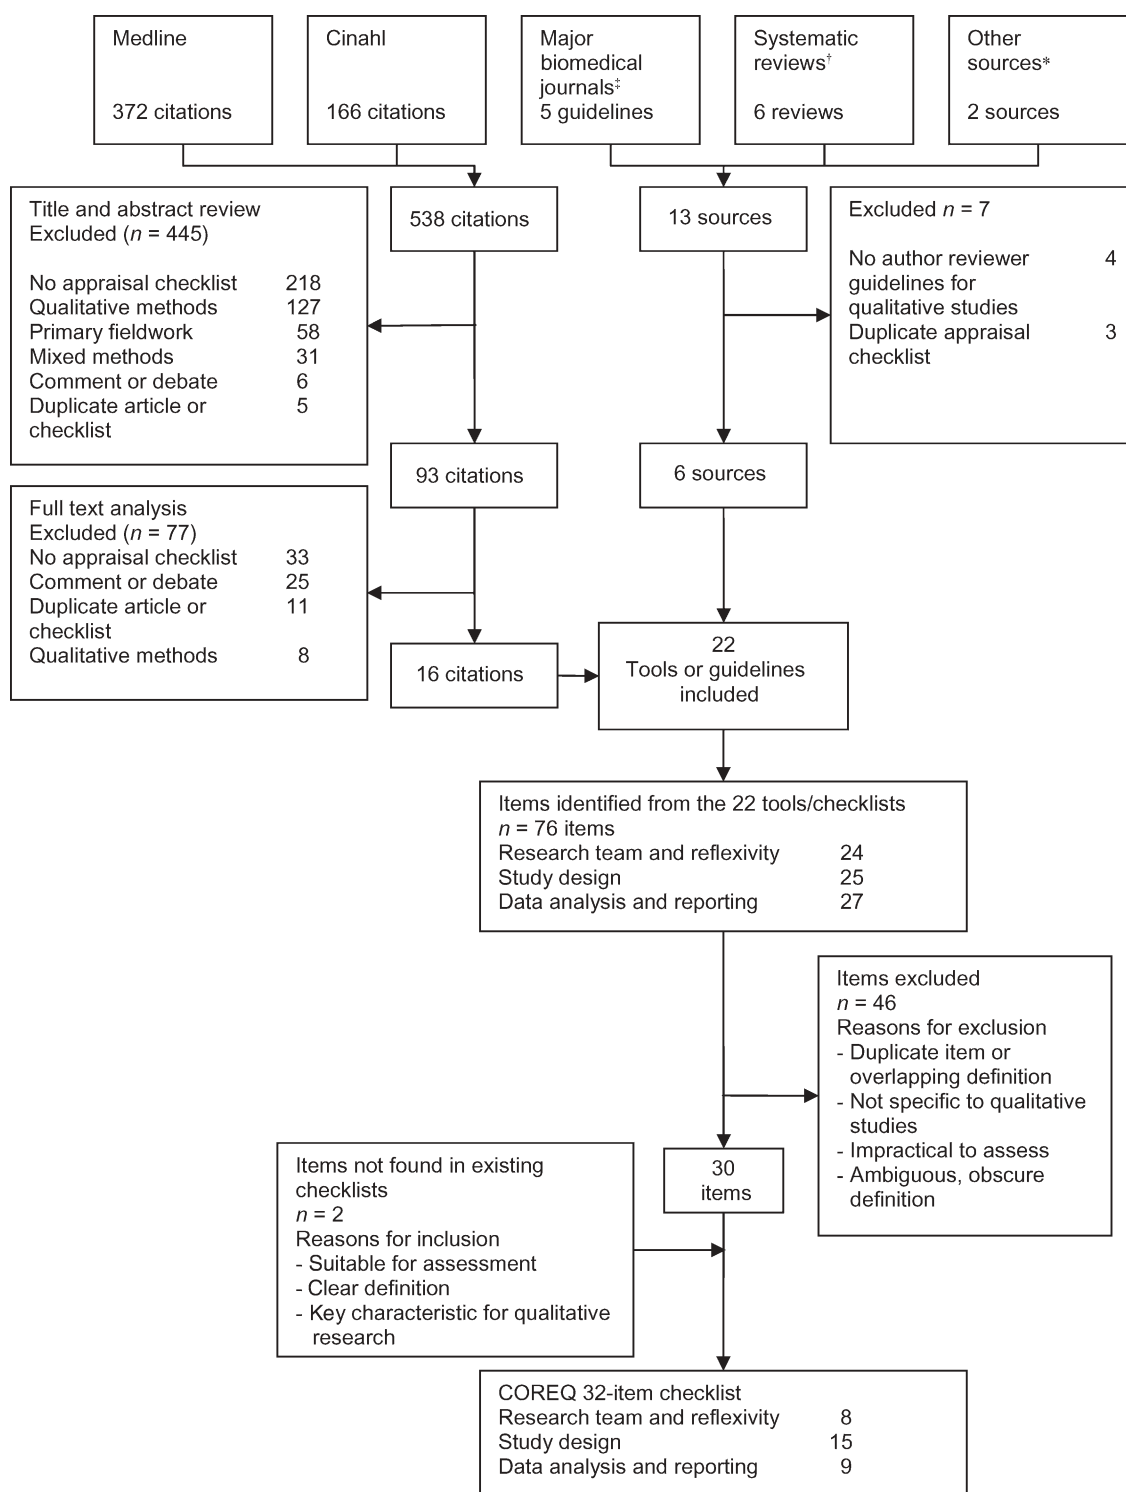 Medline
372 citations
Cinahl
166 citations
Major
biomedical
journals‡
5 guidelines
Systematic
reviews†
6 reviews
Other
sources*
2 sources
Title and abstract review
Excluded (n = 445)
No appraisal checklist 218
Qualitative methods 127
Primary fieldwork 58
Mixed methods 31
Comment or debate 6
Duplicate article or 5
checklist
538 citations
13 sources
Excluded n = 7
No author reviewer 4
guidelines for
qualitative studies
Duplicate appraisal 3
checklist
93 citations
6 sources
Full text analysis
Excluded (n = 77)
No appraisal checklist 33
Comment or debate 25
Duplicate article or 11
checklist
Qualitative methods 8
16 citations
22
Tools or guidelines
included
Items identified from the 22 tools/checklists
n = 76 items
Research team and reflexivity 24
Study design 25
Data analysis and reporting 27
Items excluded
n = 46
Reasons for exclusion
- Duplicate item or
overlapping definition
- Not specific to qualitative
studies
- Impractical to assess
- Ambiguous, obscure
definition
30
items
Items not found in existing
checklists
n = 2
Reasons for inclusion
- Suitable for assessment
- Clear definition
- Key characteristic for qualitative
research
COREQ 32-item checklist
Research team and reflexivity 8
Study design 15
Data analysis and reporting 9